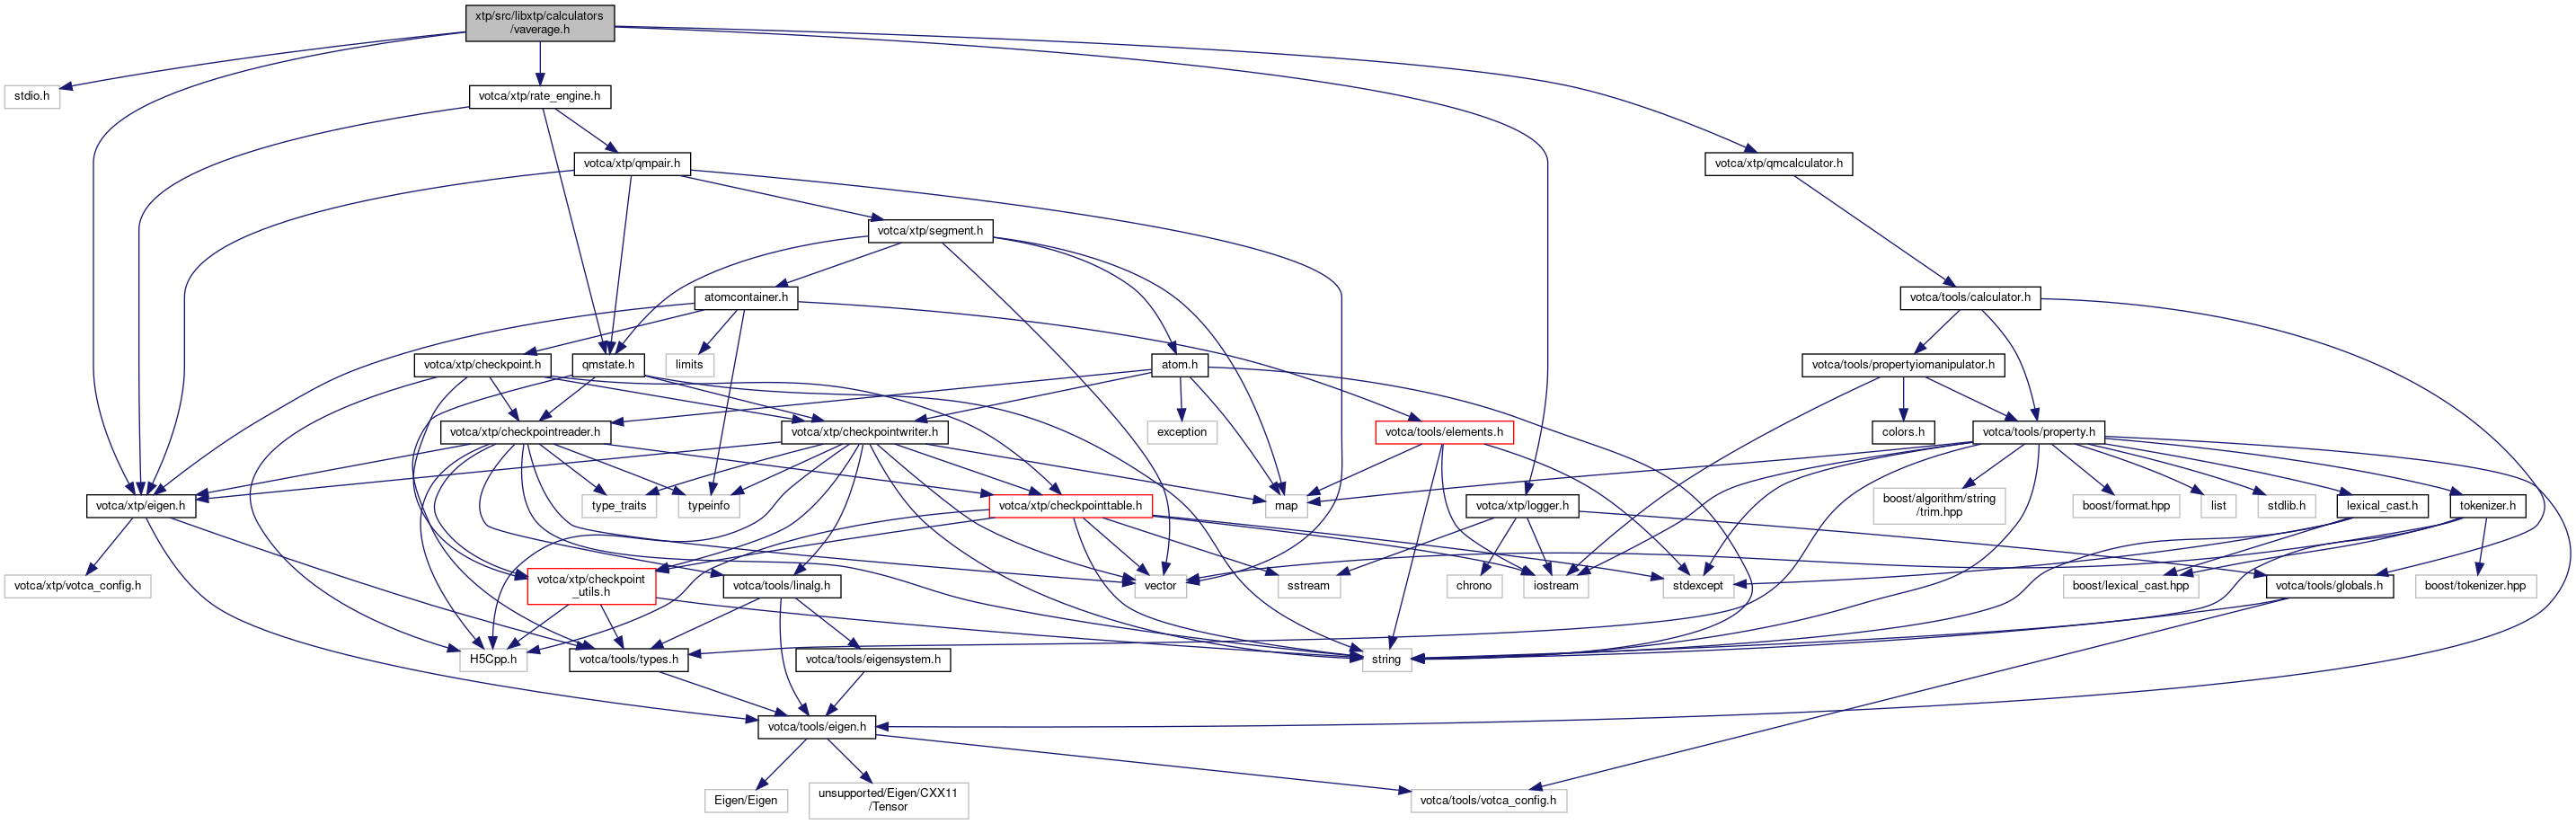 xtp/src/libxtp/calculators
/vaverage.h
stdio.h
votca/xtp/rate_engine.h
votca/xtp/qmpair.h
votca/xtp/qmcalculator.h
votca/xtp/segment.h
atomcontainer.h
votca/tools/calculator.h
votca/xtp/checkpoint.h
qmstate.h
limits
atom.h
votca/tools/propertyiomanipulator.h
votca/xtp/checkpointreader.h
votca/xtp/checkpointwriter.h
exception
votca/tools/elements.h
colors.h
votca/tools/property.h
votca/xtp/eigen.h
type_traits
typeinfo
votca/xtp/checkpointtable.h
map
votca/xtp/logger.h
boost/algorithm/string
/trim.hpp
boost/format.hpp
list
stdlib.h
lexical_cast.h
tokenizer.h
votca/xtp/votca_config.h
votca/xtp/checkpoint
_utils.h
votca/tools/linalg.h
vector
sstream
chrono
iostream
stdexcept
boost/lexical_cast.hpp
votca/tools/globals.h
boost/tokenizer.hpp
H5Cpp.h
votca/tools/types.h
votca/tools/eigensystem.h
string
votca/tools/eigen.h
Eigen/Eigen
unsupported/Eigen/CXX11
/Tensor
votca/tools/votca_config.h